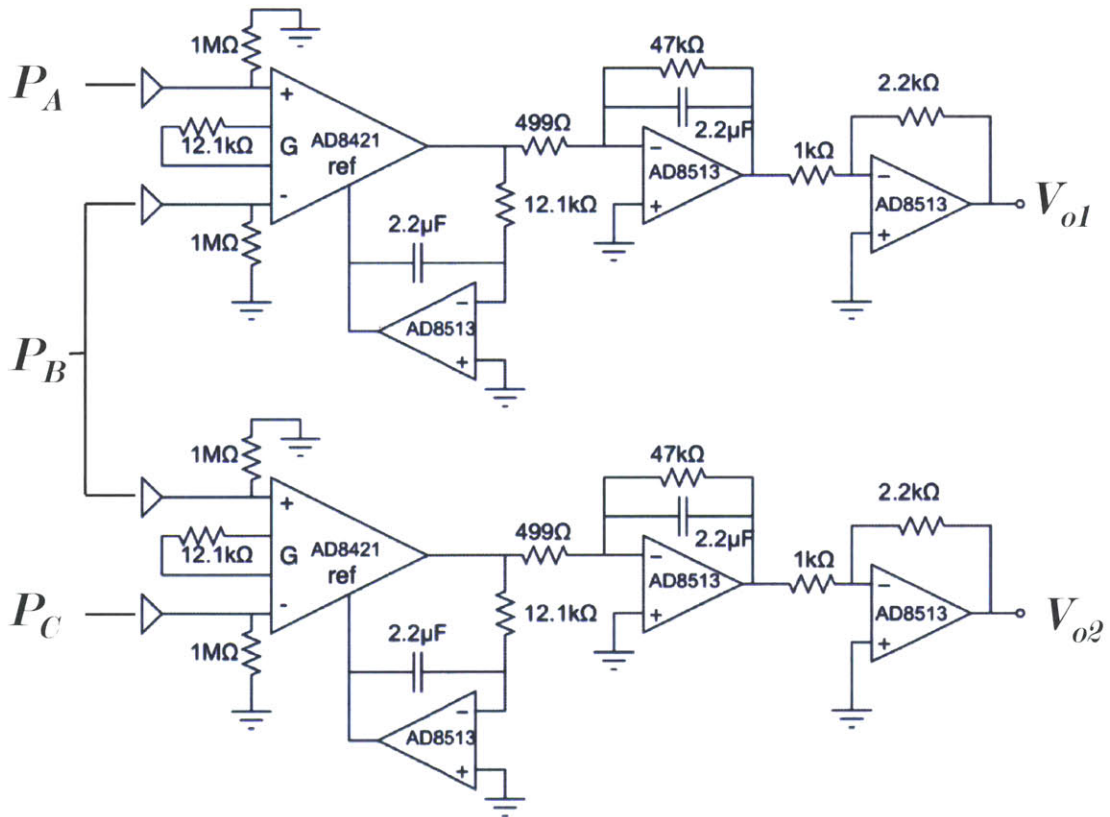 1MΩ
P_A
+
12.1kΩ
G
AD8421
ref
-
1MΩ
2.2µF
12.1kΩ
−
AD8513
+
499Ω
47kΩ
2.2µF
−
AD8513
+
1kΩ
2.2kΩ
−
AD8513
+
V_o1
P_B
1MΩ
+
12.1kΩ
G
AD8421
ref
-
P_C
1MΩ
2.2µF
12.1kΩ
−
AD8513
+
499Ω
47kΩ
2.2µF
−
AD8513
+
1kΩ
2.2kΩ
−
AD8513
+
V_o2